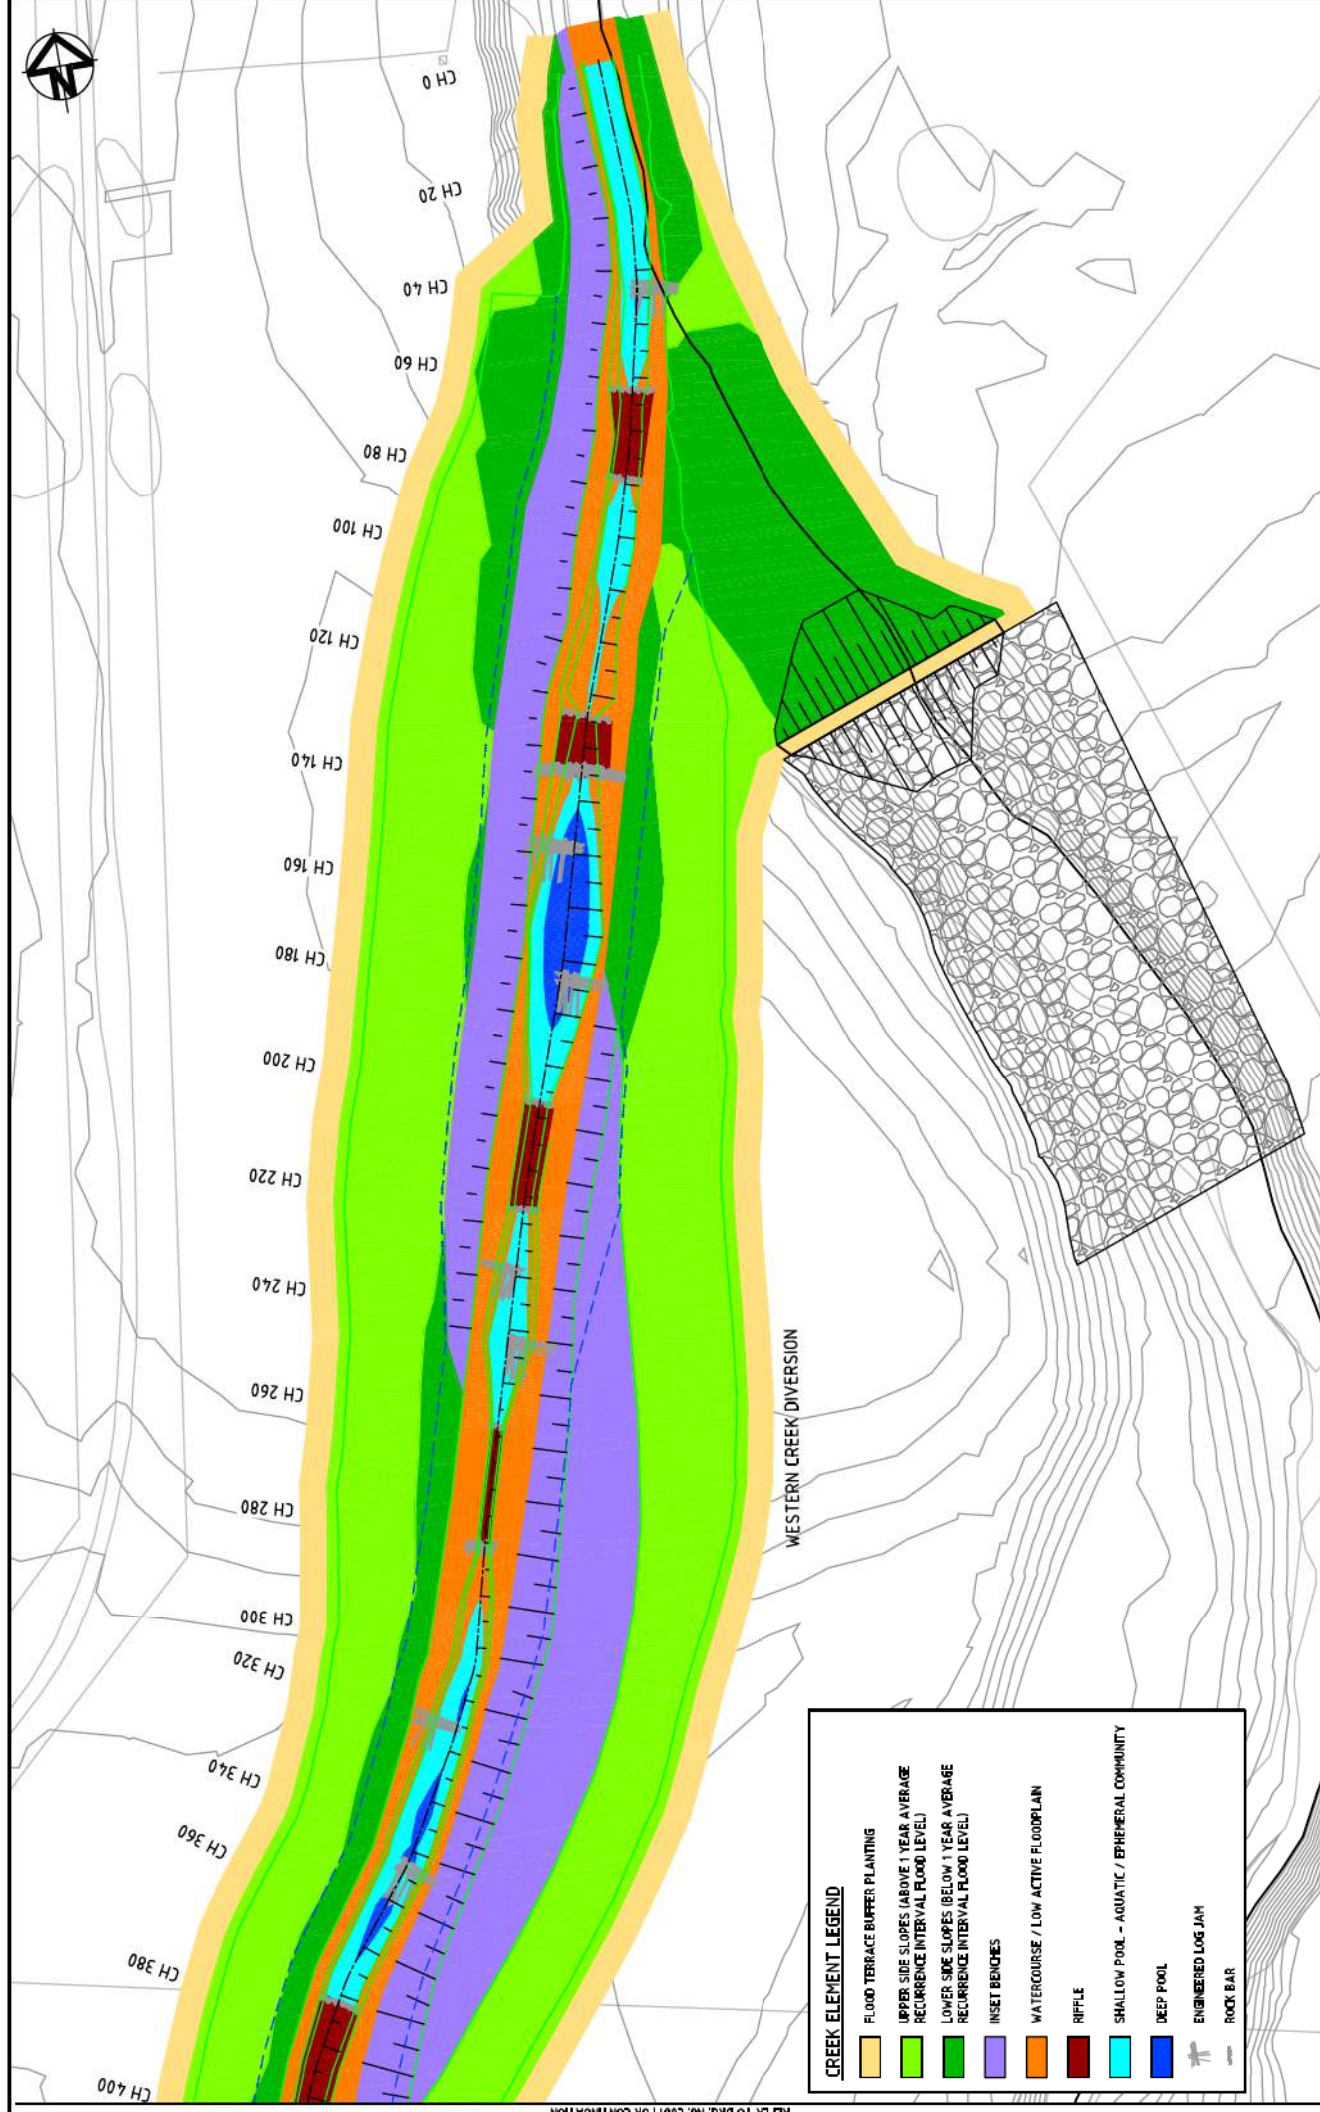 N
CH 0
CH 20
CH 40
CH 60
CH 80
CH 100
CH 120
CH 140
CH 160
CH 180
CH 200
CH 220
CH 240
CH 260
CH 280
CH 300
CH 320
CH 340
CH 360
CH 380
CH 400
WESTERN CREEK DIVERSION
CREEK ELEMENT LEGEND
FLOOD TERRACE BUFFER PLANTING
UPPER SIDE SLOPES (ABOVE 1 YEAR AVERAGE
RECURRENCE INTERVAL FLOOD LEVEL)
LOWER SIDE SLOPES (BELOW 1 YEAR AVERAGE
RECURRENCE INTERVAL FLOOD LEVEL)
INSET BENCHES
WATERCOURSE / LOW ACTIVE FLOODPLAIN
RIFFLE
SHALLOW POOL - AQUATIC / EPHEMERAL COMMUNITY
DEEP POOL
ENGINEERED LOG JAM
ROCK BAR